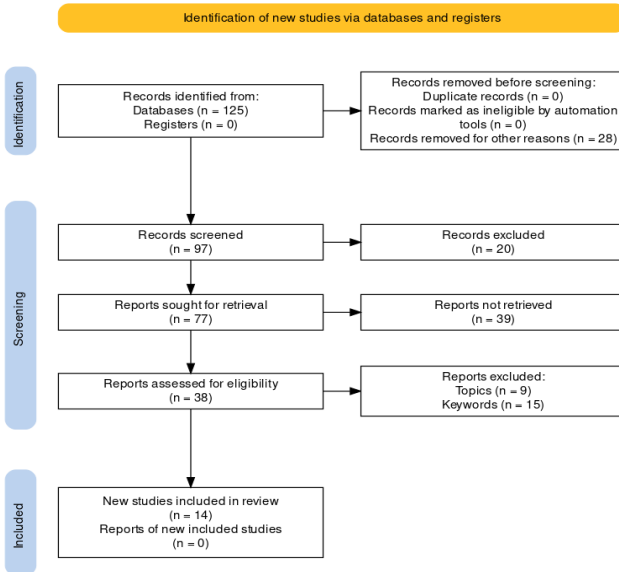 Identification of new studies via databases and registers
Identification
Records identified from:
Databases (n = 125)
Registers (n = 0)
Records removed before screening:
Duplicate records (n = 0)
Records marked as ineligible by automation
tools (n = 0)
Records removed for other reasons (n = 28)
Screening
Records screened
(n = 97)
Records excluded
(n = 20)
Reports sought for retrieval
(n = 77)
Reports not retrieved
(n = 39)
Reports assessed for eligibility
(n = 38)
Reports excluded:
Topics (n = 9)
Keywords (n = 15)
Included
New studies included in review
(n = 14)
Reports of new included studies
(n = 0)